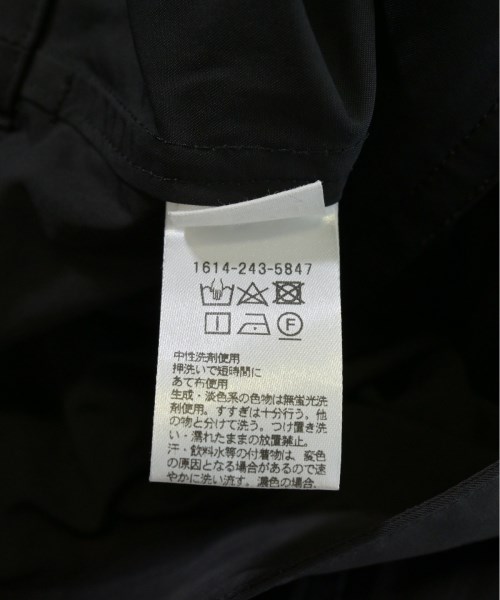 1614-243-5847
F
中性洗剤使用
押洗いで短時間に
あて布使用
生成・淡色系の色物は無蛍光洗
剤使用。すすぎは十分行う。他
の物と分けて洗う。つけ置き洗
い・濡れたままの放置禁止。
汗・飲料水等の付着物は、変色
の原因となる場合があるので速
やかに洗い流す。濃色の場合、